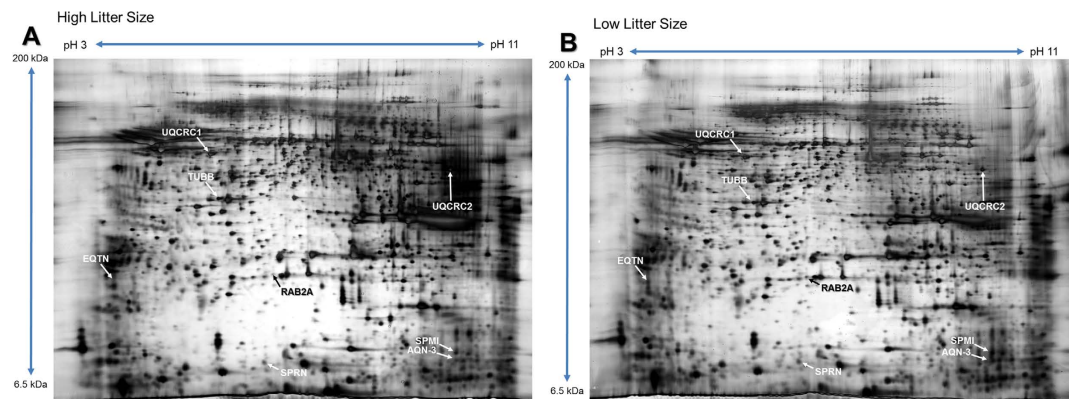 A
High Litter Size
pH 3
pH 11
200 kDa
UQCRC1
TUBB
UQCRC2
EQTN
RAB2A
SPMI
AQN-3
SPRN
6.5 kDa
B
Low Litter Size
pH 3
pH 11
200 kDa
UQCRC1
TUBB
UQCRC2
EQTN
RAB2A
SPMI
AQN-3
SPRN
6.5 kDa